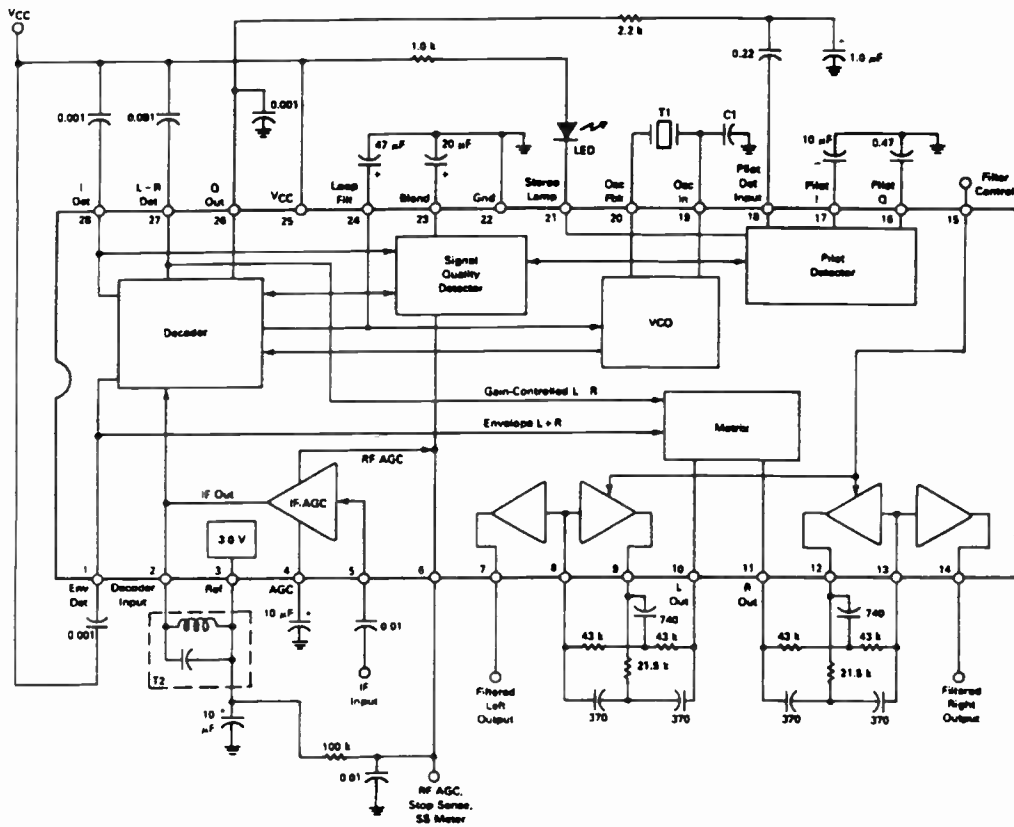 VCC
2.2 k
0.22
1.0 µF
1.0 k
0.001
0.001
0.001
47 µF
20 µF
LED
T1
C1
10 µF
0.47
I Det
L – R Det
Q Out
VCC
Loop Filt
Blend
Gnd
Stereo Lamp
Osc Fbk
Osc In
Pilot Det Input
Pilot I
Pilot Q
Filter Control
28
27
26
25
24
23
22
21
20
19
18
17
16
15
Decoder
Signal Quality Detector
VCO
Pilot Detector
Gain-Controlled L R
Envelope L + R
Matrix
RF AGC
IF Out
IF-AGC
3.0 V
1
2
3
4
5
6
7
8
9
10
11
12
13
14
Env Det
Decoder Input
Ref
AGC
L Out
R Out
0.001
T2
10 µF
0.01
IF Input
10 µF
100 k
0.01
RF AGC,
Stop Sense,
SS Meter
Filtered
Left
Output
740
43 k
43 k
21.5 k
370
370
740
43 k
43 k
21.5 k
370
370
Filtered
Right
Output